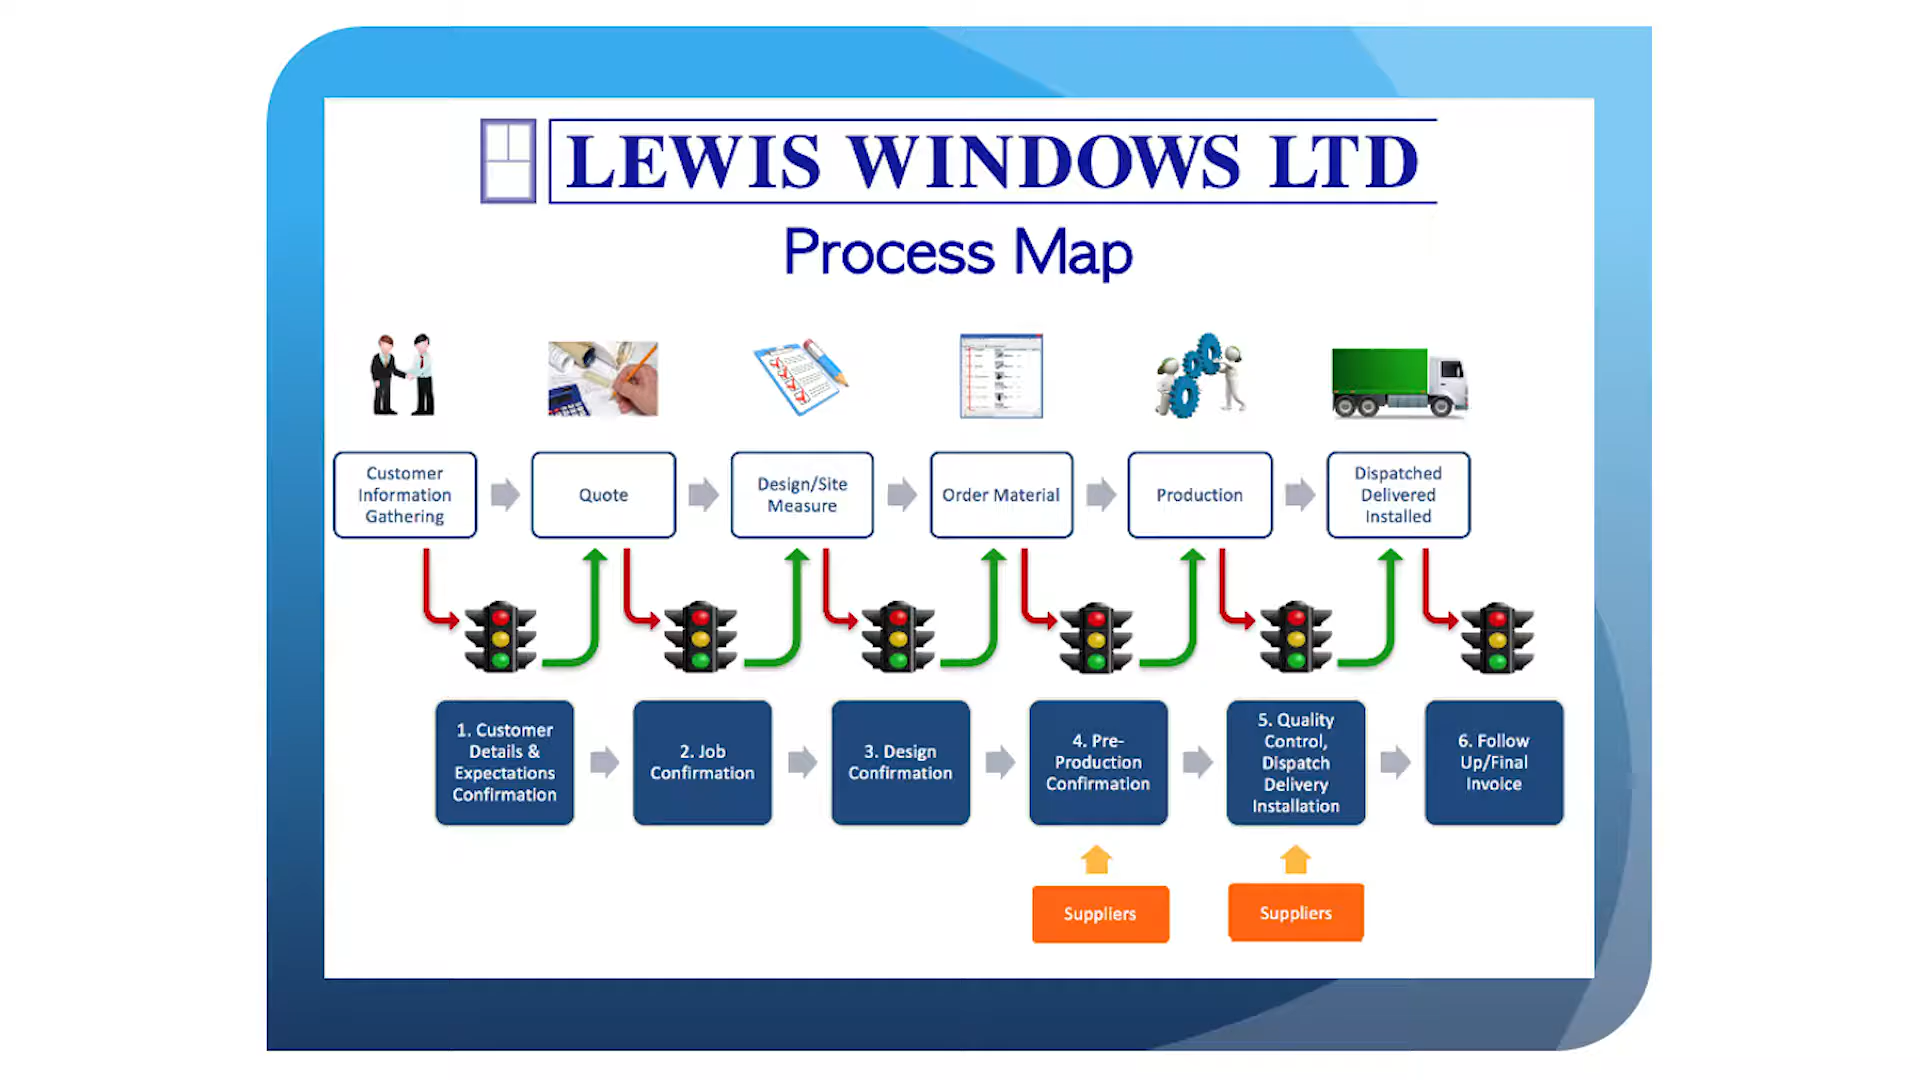 LEWIS WINDOWS LTD
Process Map
Customer
Information
Gathering
Quote
Design/Site
Measure
Order Material
Production
Dispatched
Delivered
Installed
1. Customer
Details &
Expectations
Confirmation
2. Job
Confirmation
3. Design
Confirmation
4. Pre-
Production
Confirmation
5. Quality
Control,
Dispatch
Delivery
Installation
6. Follow
Up/Final
Invoice
Suppliers
Suppliers